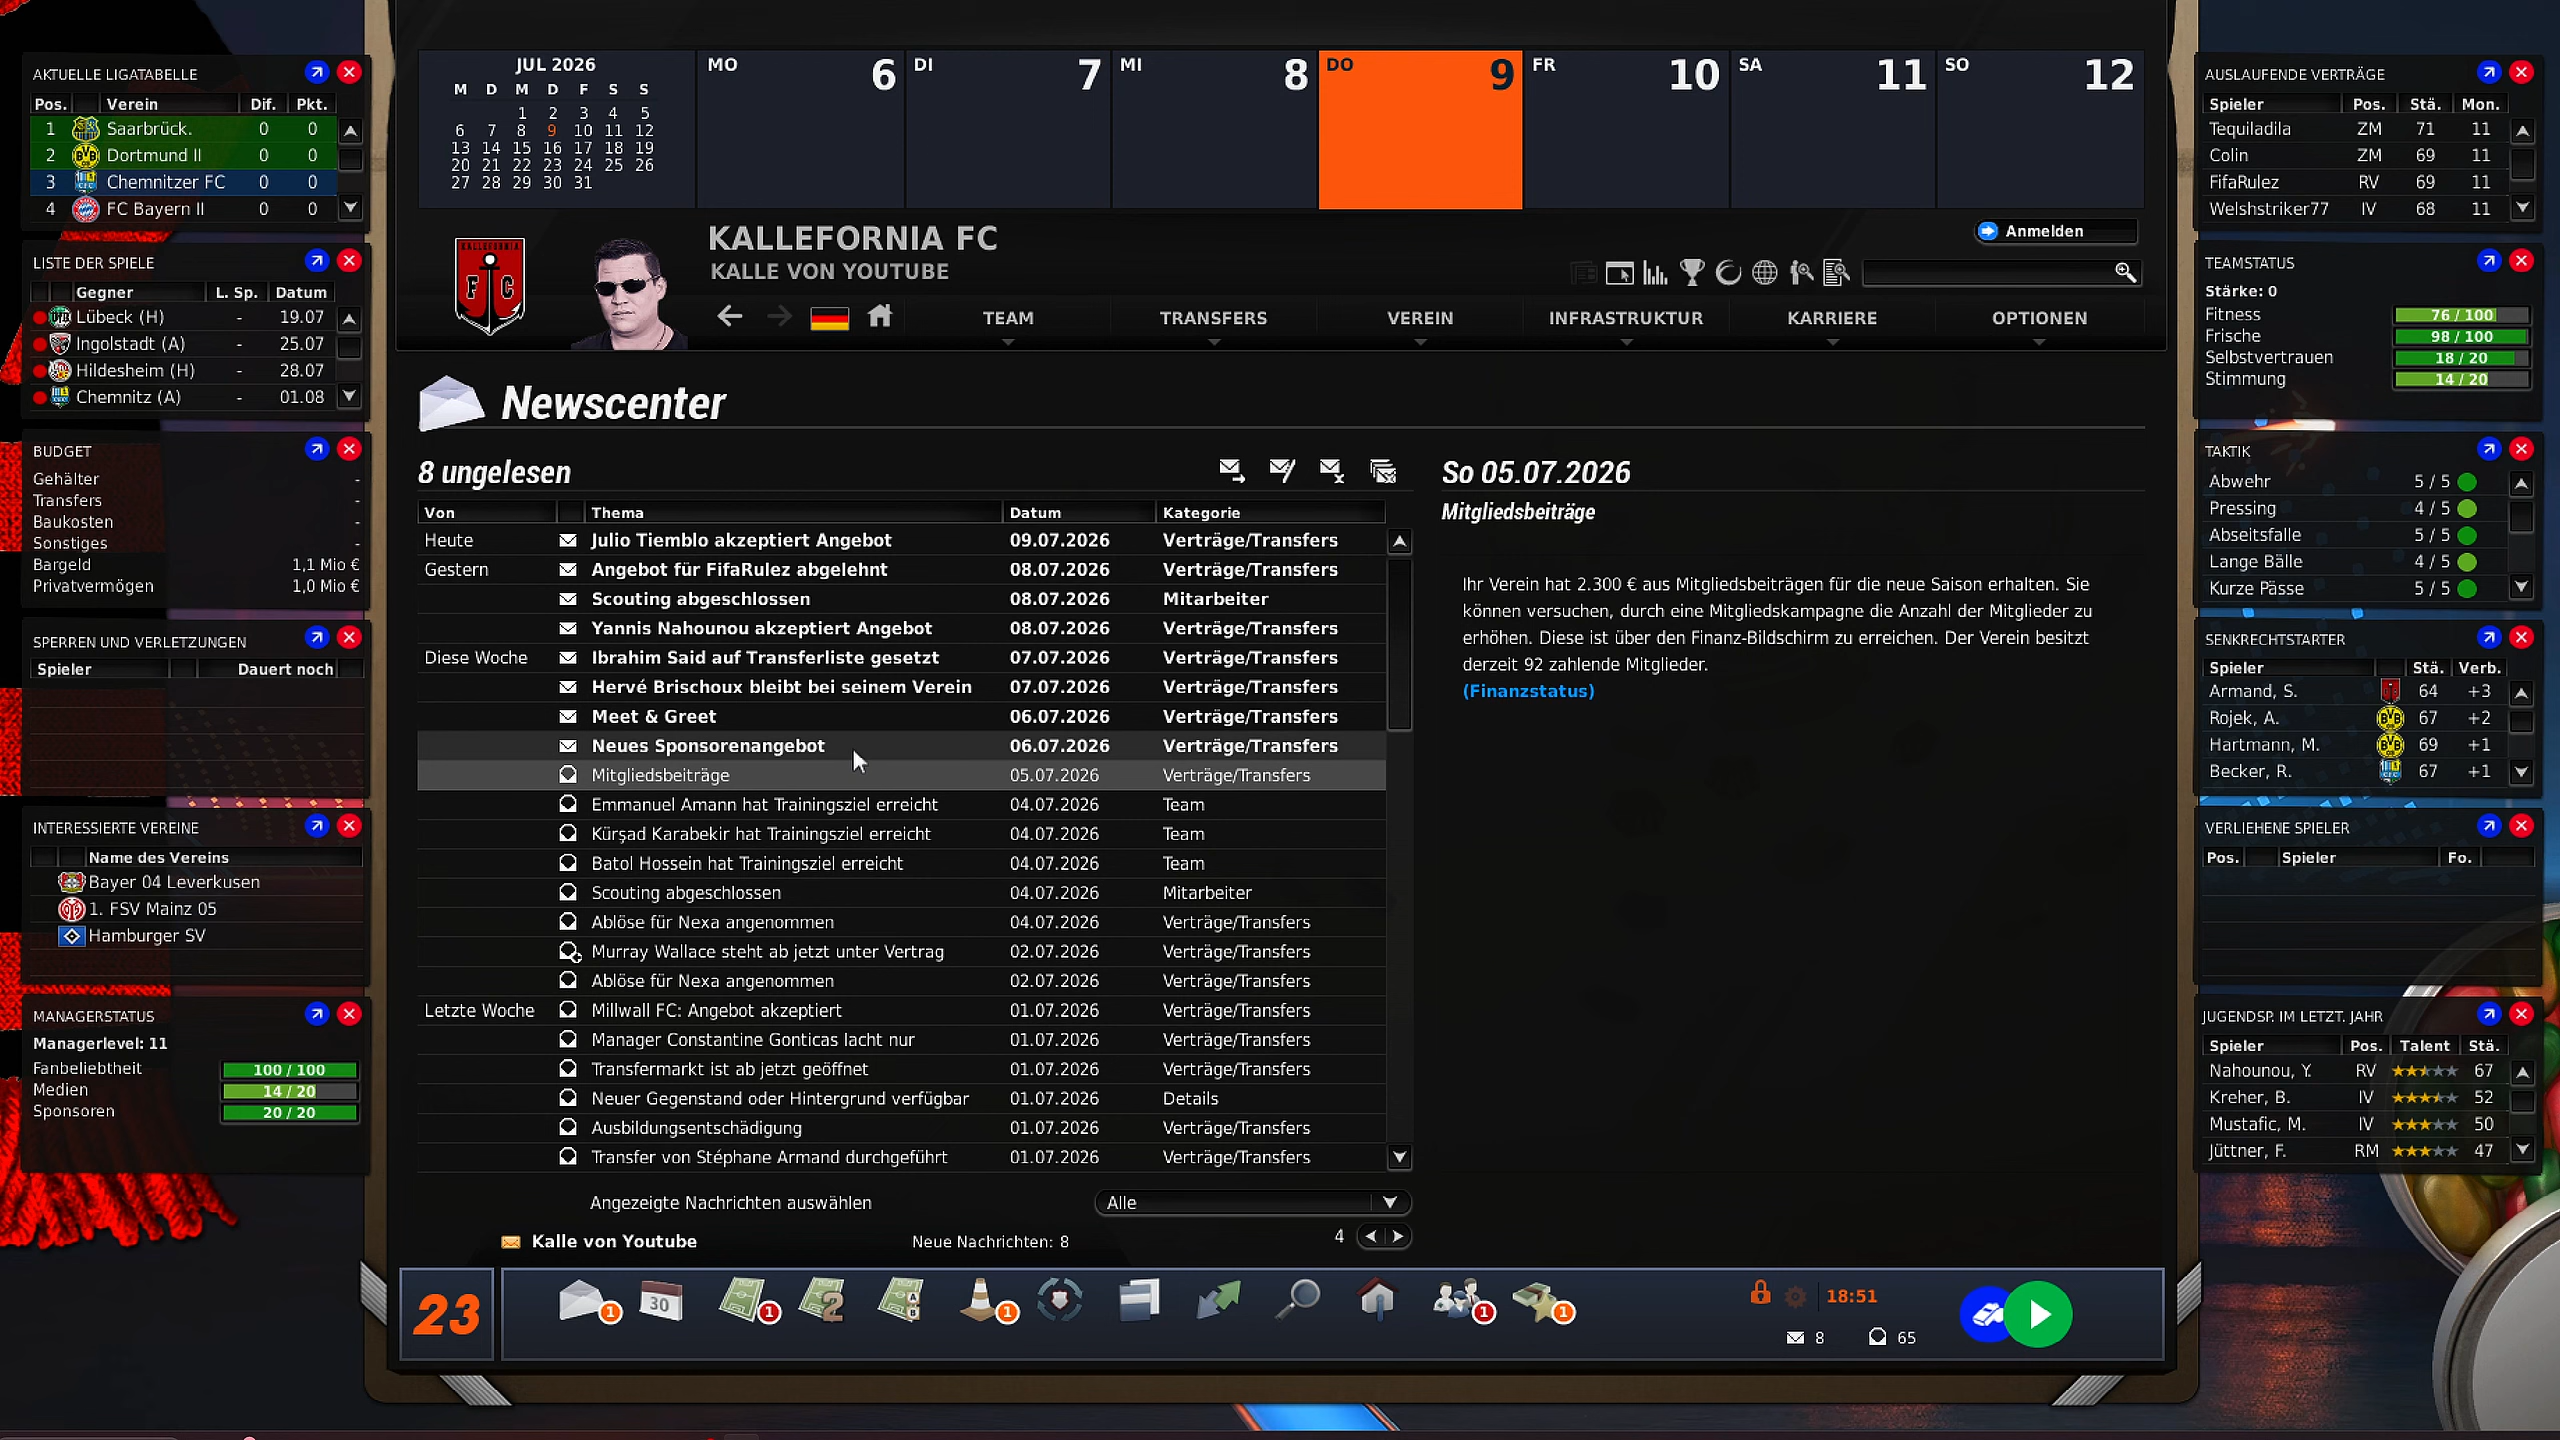 AKTUELLE LIGATABELLE
Pos. Verein Dif. Pkt.
1 Saarbrück. 0 0
2 Dortmund II 0 0
3 Chemnitzer FC 0 0
4 FC Bayern II 0 0
LISTE DER SPIELE
Gegner L. Sp. Datum
Lübeck (H) - 19.07
Ingolstadt (A) - 25.07
Hildesheim (H) - 28.07
Chemnitz (A) - 01.08
BUDGET
Gehälter -
Transfers -
Baukosten -
Sonstiges -
Bargeld 1,1 Mio €
Privatvermögen 1,0 Mio €
SPERREN UND VERLETZUNGEN
Spieler Dauert noch
INTERESSIERTE VEREINE
Name des Vereins
Bayer 04 Leverkusen
1. FSV Mainz 05
Hamburger SV
MANAGERSTATUS
Managerlevel: 11
Fanbeliebtheit 100 / 100
Medien 14 / 20
Sponsoren 20 / 20
JUL 2026
M D M D F S S
1 2 3 4 5
6 7 8 9 10 11 12
13 14 15 16 17 18 19
20 21 22 23 24 25 26
27 28 29 30 31
MO 6
DI 7
MI 8
DO 9
FR 10
SA 11
SO 12
KALLEFORNIA FC
KALLE VON YOUTUBE
Anmelden
TEAM TRANSFERS VEREIN INFRASTRUKTUR KARRIERE OPTIONEN
Newscenter
8 ungelesen
Von Thema Datum Kategorie
Heute Julio Tiemblo akzeptiert Angebot 09.07.2026 Verträge/Transfers
Gestern Angebot für FifaRulez abgelehnt 08.07.2026 Verträge/Transfers
Scouting abgeschlossen 08.07.2026 Mitarbeiter
Yannis Nahounou akzeptiert Angebot 08.07.2026 Verträge/Transfers
Diese Woche Ibrahim Said auf Transferliste gesetzt 07.07.2026 Verträge/Transfers
Hervé Brischoux bleibt bei seinem Verein 07.07.2026 Verträge/Transfers
Meet & Greet 06.07.2026 Verträge/Transfers
Neues Sponsorenangebot 06.07.2026 Verträge/Transfers
Mitgliedsbeiträge 05.07.2026 Verträge/Transfers
Emmanuel Amann hat Trainingsziel erreicht 04.07.2026 Team
Kürşad Karabekir hat Trainingsziel erreicht 04.07.2026 Team
Batol Hossein hat Trainingsziel erreicht 04.07.2026 Team
Scouting abgeschlossen 04.07.2026 Mitarbeiter
Ablöse für Nexa angenommen 04.07.2026 Verträge/Transfers
Murray Wallace steht ab jetzt unter Vertrag 02.07.2026 Verträge/Transfers
Ablöse für Nexa angenommen 02.07.2026 Verträge/Transfers
Letzte Woche Millwall FC: Angebot akzeptiert 01.07.2026 Verträge/Transfers
Manager Constantine Gonticas lacht nur 01.07.2026 Verträge/Transfers
Transfermarkt ist ab jetzt geöffnet 01.07.2026 Verträge/Transfers
Neuer Gegenstand oder Hintergrund verfügbar 01.07.2026 Details
Ausbildungsentschädigung 01.07.2026 Verträge/Transfers
Transfer von Stéphane Armand durchgeführt 01.07.2026 Verträge/Transfers
Angezeigte Nachrichten auswählen Alle
Kalle von Youtube Neue Nachrichten: 8 4
So 05.07.2026
Mitgliedsbeiträge
Ihr Verein hat 2.300 € aus Mitgliedsbeiträgen für die neue Saison erhalten. Sie
können versuchen, durch eine Mitgliedskampagne die Anzahl der Mitglieder zu
erhöhen. Diese ist über den Finanz-Bildschirm zu erreichen. Der Verein besitzt
derzeit 92 zahlende Mitglieder.
(Finanzstatus)
23 1 30 1 2 A B 1 1 1 18:51
8 65
AUSLAUFENDE VERTRÄGE
Spieler Pos. Stä. Mon.
Tequiladila ZM 71 11
Colin ZM 69 11
FifaRulez RV 69 11
Welshstriker77 IV 68 11
TEAMSTATUS
Stärke: 0
Fitness 76 / 100
Frische 98 / 100
Selbstvertrauen 18 / 20
Stimmung 14 / 20
TAKTIK
Abwehr 5 / 5
Pressing 4 / 5
Abseitsfalle 5 / 5
Lange Bälle 4 / 5
Kurze Pässe 5 / 5
SENKRECHTSTARTER
Spieler Stä. Verb.
Armand, S. 64 +3
Rojek, A. 67 +2
Hartmann, M. 69 +1
Becker, R. 67 +1
VERLIEHENE SPIELER
Pos. Spieler Fo.
JUGENDSP. IM LETZT. JAHR
Spieler Pos. Talent Stä.
Nahounou, Y. RV 67
Kreher, B. IV 52
Mustafic, M. IV 50
Jüttner, F. RM 47